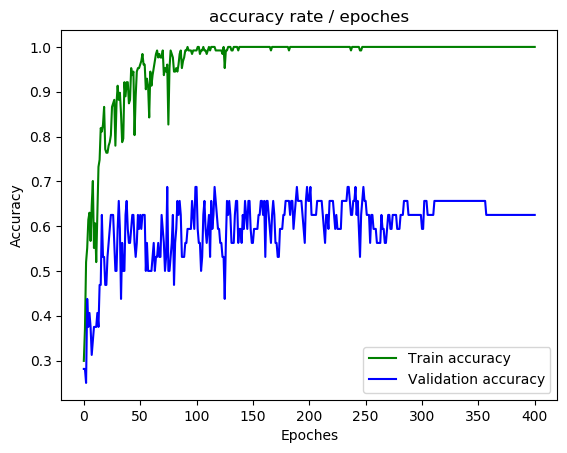 accuracy rate / epoches
1.0
0.9
0.8
0.7
0.6
0.5
0.4
0.3
Accuracy
0 50 100 150 200 250 300 350 400
Epoches
Train accuracy
Validation accuracy